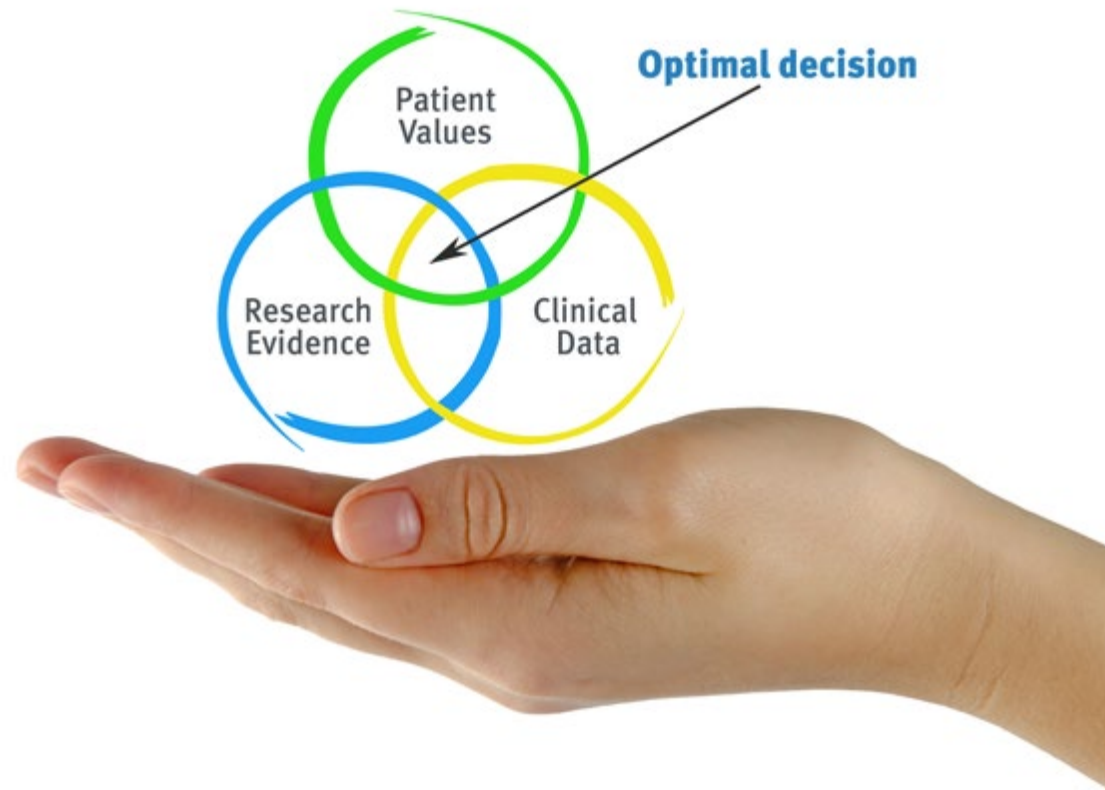 Optimal decision
Patient
Values
Research
Evidence
Clinical
Data